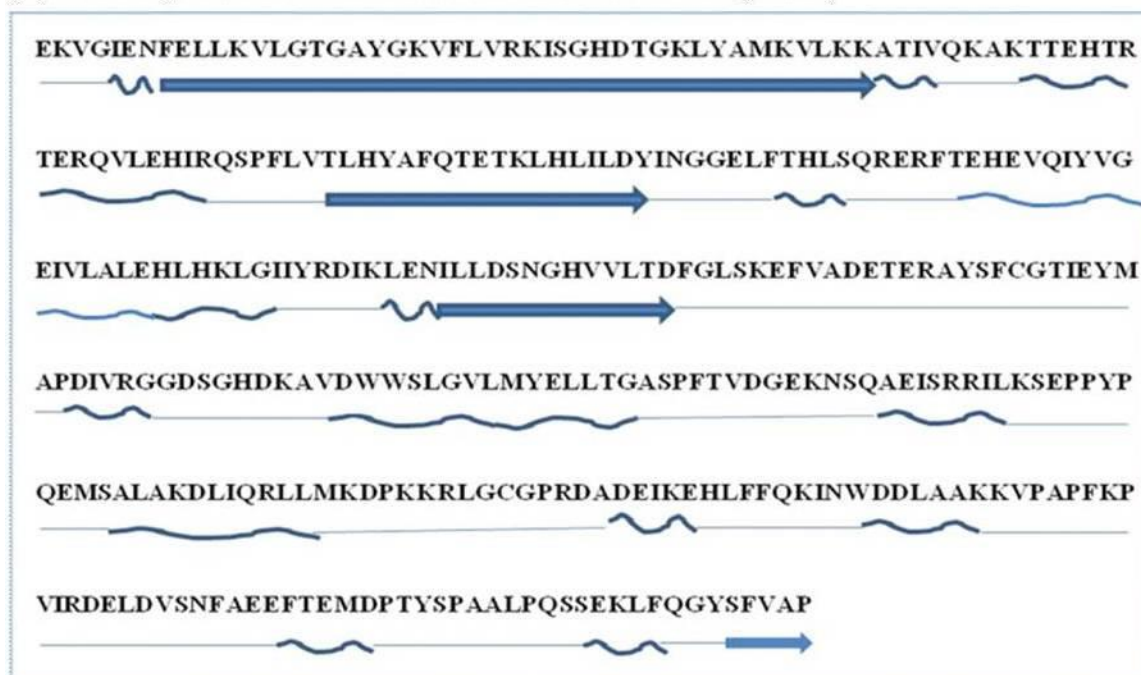 EKVGIENFELLKVLGTGAYGKVFLVRKISGHDTGKLYAMKVLKKATIVQKAKTTEHTR
TERQVLEHIRQSPFLVTLHYAFQTETKLHLILDYINGGELFTHLSQRERFTEHEVQIYVG
EIVLALEHLHKLGIIYRDIKLENILLDSNGHVVLTDFGLSKEFVADETERAYSFCGTIEYM
APDIVRGGDSGHDKAVDWWSLGVLMYELLTGASPFTVDGEKNSQAEISRRILKSEPPYP
QEMSALAKDLIQRLLMKDPKKRLGCGPRDADEIKEHLFFQKINWDDLAAKKVPAPFKP
VIRDELDVSNFAEEFTEMDPTYSPAALPQSSEKLFQGYSFVAP